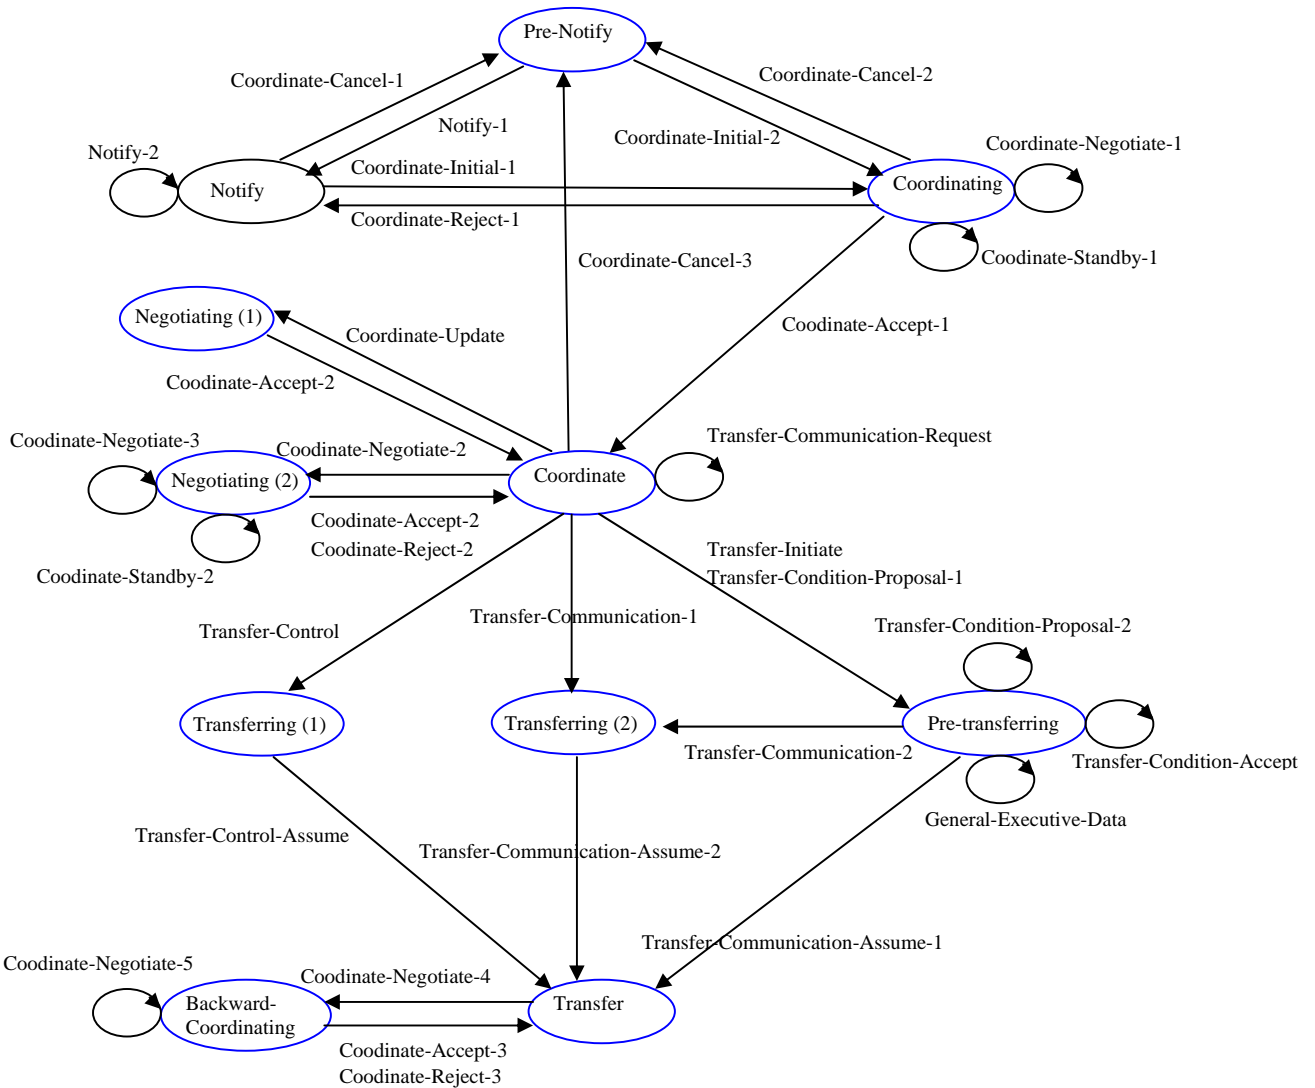 Pre-Notify
Coordinate-Cancel-1
Coordinate-Cancel-2
Notify-1
Coordinate-Initial-2
Notify-2
Coordinate-Initial-1
Coordinate-Negotiate-1
Notify
Coordinating
Coordinate-Reject-1
Coordinate-Cancel-3
Coodinate-Standby-1
Negotiating (1)
Coordinate-Update
Coodinate-Accept-1
Coodinate-Accept-2
Coodinate-Negotiate-3
Coodinate-Negotiate-2
Transfer-Communication-Request
Negotiating (2)
Coordinate
Coodinate-Accept-2
Coodinate-Reject-2
Coodinate-Standby-2
Transfer-Initiate
Transfer-Condition-Proposal-1
Transfer-Control
Transfer-Communication-1
Transfer-Condition-Proposal-2
Transferring (1)
Transferring (2)
Pre-transferring
Transfer-Communication-2
Transfer-Condition-Accept
General-Executive-Data
Transfer-Control-Assume
Transfer-Communication-Assume-2
Transfer-Communication-Assume-1
Coodinate-Negotiate-5
Coodinate-Negotiate-4
Backward-
Coordinating
Transfer
Coodinate-Accept-3
Coodinate-Reject-3